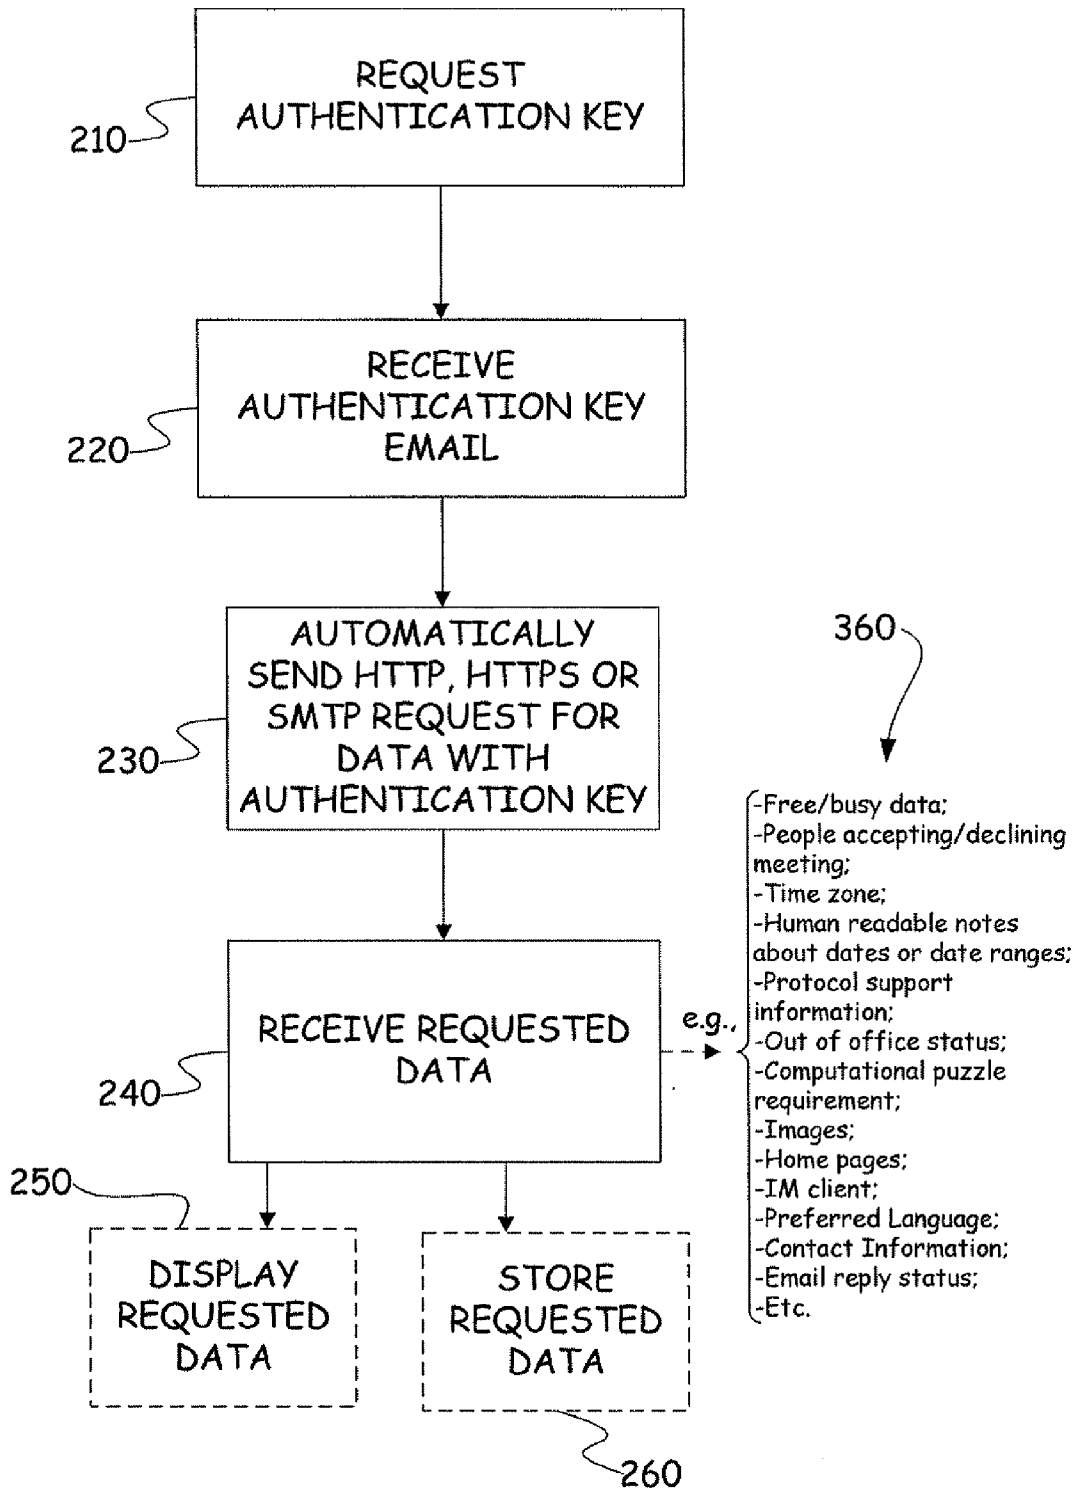 REQUEST
AUTHENTICATION KEY
210
RECEIVE
AUTHENTICATION KEY
EMAIL
220
AUTOMATICALLY
SEND HTTP, HTTPS OR
SMTP REQUEST FOR
DATA WITH
AUTHENTICATION KEY
230
360
RECEIVE REQUESTED
DATA
240
e.g.,
-Free/busy data;
-People accepting/declining
meeting;
-Time zone;
-Human readable notes
about dates or date ranges;
-Protocol support
information;
-Out of office status;
-Computational puzzle
requirement;
-Images;
-Home pages;
-IM client;
-Preferred Language;
-Contact Information;
-Email reply status;
-Etc.
250
DISPLAY
REQUESTED
DATA
STORE
REQUESTED
DATA
260